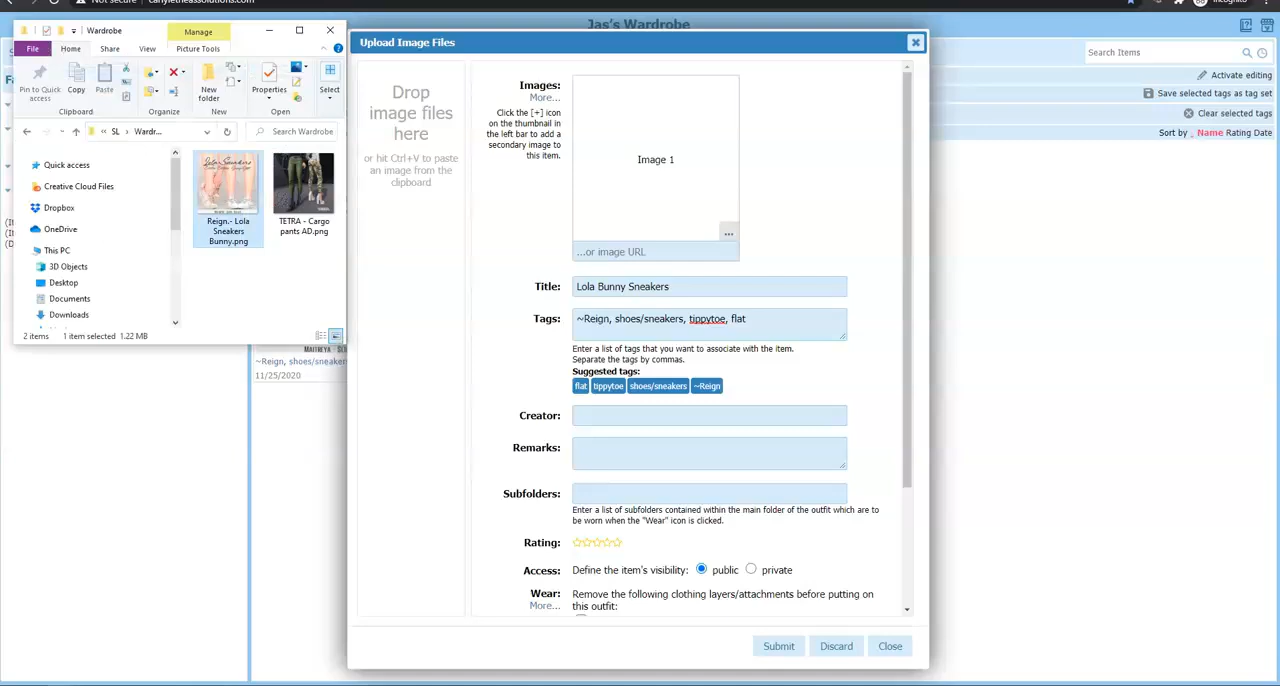 Not secure
Incognito
Wardrobe
Manage
File
Home
Share
View
Picture Tools
Pin to Quick
access
Copy
Paste
Clipboard
Organize
New
folder
New
Properties
Open
Select
SL
Wardr...
Search Wardrobe
Quick access
Creative Cloud Files
Dropbox
OneDrive
This PC
3D Objects
Desktop
Documents
Downloads
Lola Sneakers
Reign.- Lola
Sneakers
Bunny.png
TETRA - Cargo
pants AD.png
2 items
1 item selected 1.22 MB
~Reign, shoes/sneakers
11/25/2020
Jas's Wardrobe
Search Items
Activate editing
Save selected tags as tag set
Clear selected tags
Sort by Name Rating Date
Upload Image Files
Drop
image files
here
or hit Ctrl+V to paste
an image from the
clipboard
Images:
More...
Click the [+] icon
on the thumbnail in
the left bar to add a
secondary image to
this item.
Image 1
...
...or image URL
Title:
Lola Bunny Sneakers
Tags:
~Reign, shoes/sneakers, tippytoe, flat
Enter a list of tags that you want to associate with the item.
Separate the tags by commas.
Suggested tags:
flat
tippytoe
shoes/sneakers
~Reign
Creator:
Remarks:
Subfolders:
Enter a list of subfolders contained within the main folder of the outfit which are to
be worn when the "Wear" icon is clicked.
Rating:
Access:
Define the item's visibility:
public
private
Wear:
More...
Remove the following clothing layers/attachments before putting on
this outfit:
Submit
Discard
Close